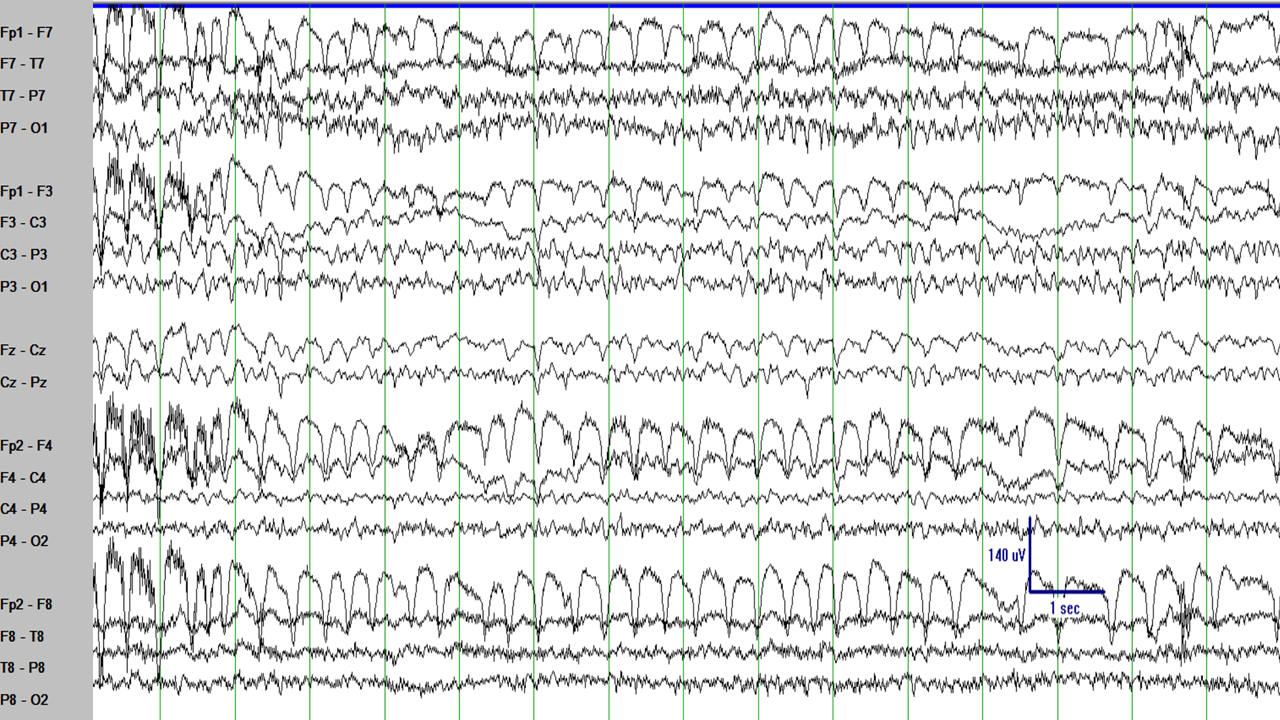 Fp1 - F7
F7 - T7
T7 - P7
P7 - O1
Fp1 - F3
F3 - C3
C3 - P3
P3 - O1
Fz - Cz
Cz - Pz
Fp2 - F4
F4 - C4
C4 - P4
P4 - O2
140 uV
1 sec
Fp2 - F8
F8 - T8
T8 - P8
P8 - O2